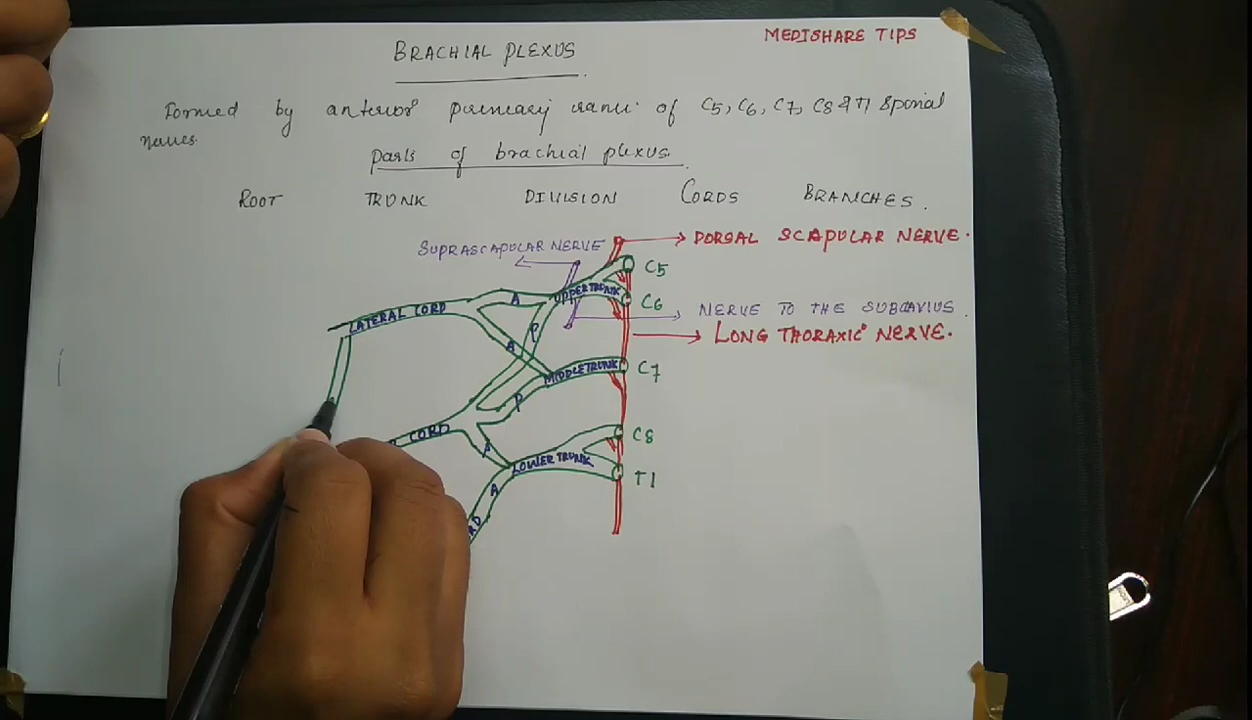 MEDISHARE TIPS
BRACHIAL PLEXUS
Formed by anterior primary rami of C5, C6, C7, C8 & T1 Spinal
nerves.
Parts of brachial plexus.
ROOT TRUNK DIVISION CORDS BRANCHES.
SUPRASCAPULAR NERVE
DORSAL SCAPULAR NERVE.
C5
UPPER TRUNK
A
C6
LATERAL CORD
NERVE TO THE SUBCAVIUS
P
LONG THORAXIC NERVE.
A
MIDDLE TRUNK
C7
P
CORD
C8
A
LOWER TRUNK
T1
A
RD